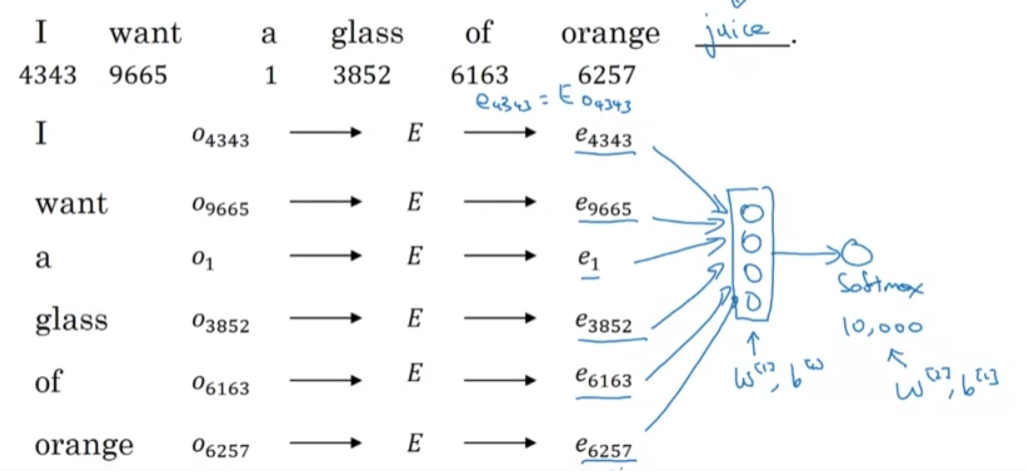 I want a glass of orange juice.
4343 9665 1 3852 6163 6257
e4343 = E O4343
I o4343 → E → e4343
want o9665 → E → e9665
a o1 → E → e1
glass o3852 → E → e3852
of o6163 → E → e6163
orange o6257 → E → e6257
Softmax
10,000
W[1], b[1]
W[2], b[2]